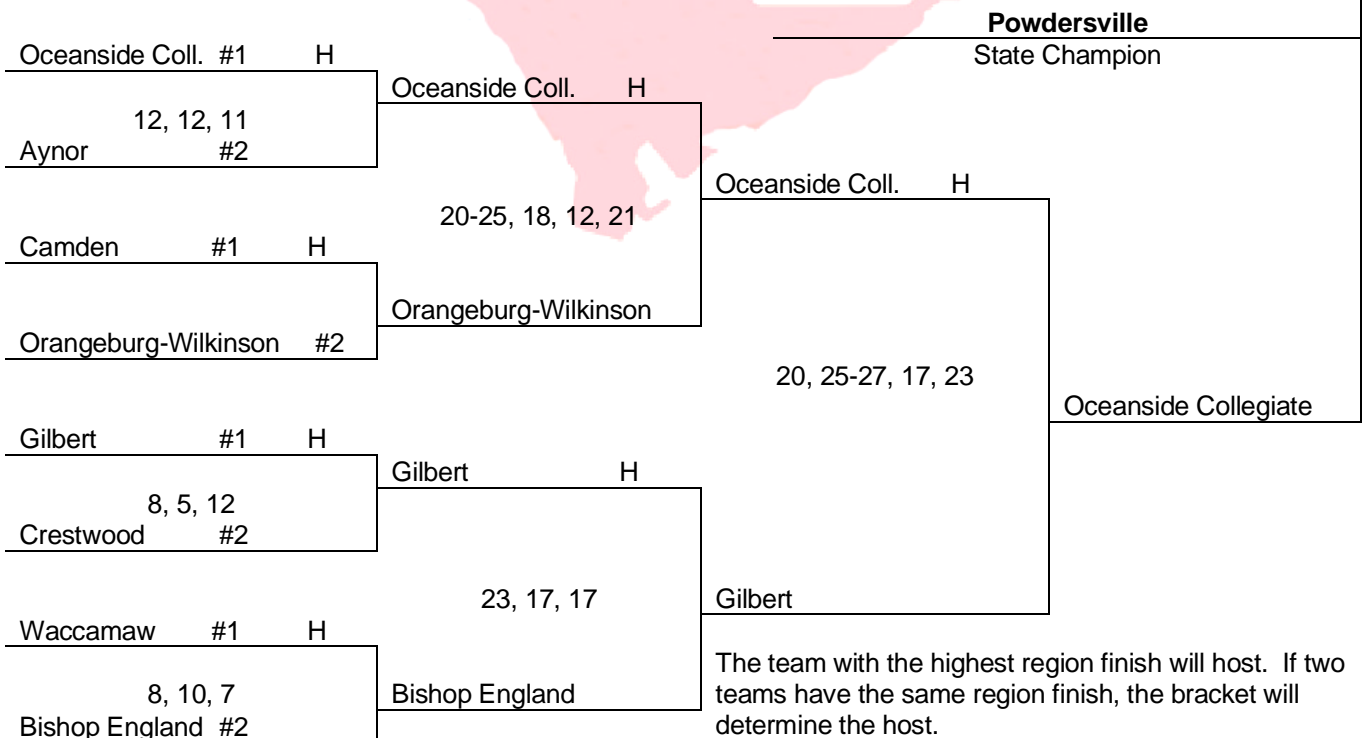 Powdersville
Oceanside Coll. #1 H
State Champion
Oceanside Coll. H
12, 12, 11
Aynor #2
Oceanside Coll. H
20-25, 18, 12, 21
Camden #1 H
Orangeburg-Wilkinson
Orangeburg-Wilkinson #2
20, 25-27, 17, 23
Oceanside Collegiate
Gilbert #1 H
Gilbert H
8, 5, 12
Crestwood #2
23, 17, 17
Gilbert
Waccamaw #1 H
The team with the highest region finish will host. If two
teams have the same region finish, the bracket will
determine the host.
8, 10, 7
Bishop England
Bishop England #2